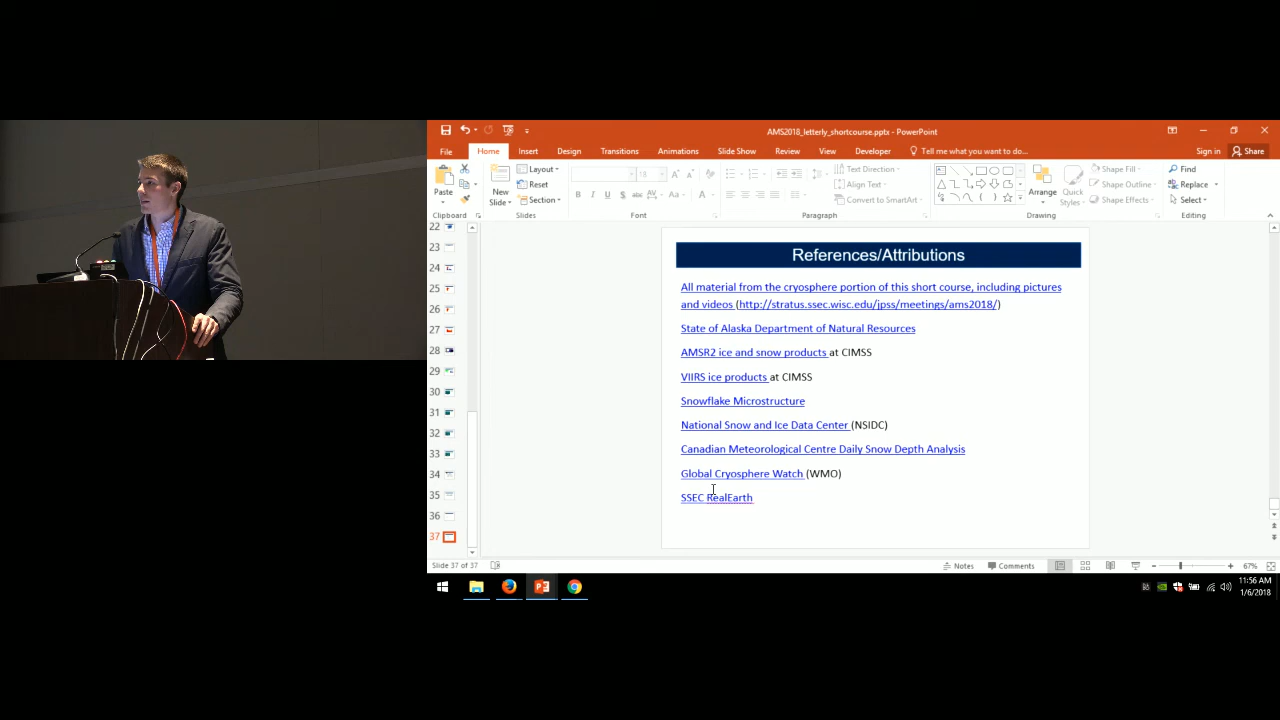 AMS2018_letterly_shortcourse.pptx - PowerPoint
File Home Insert Design Transitions Animations Slide Show Review View Developer Tell me what you want to do... Sign in Share
Paste
Clipboard
New Slide
Layout
Reset
Section
Slides
18
B I U S abc AV Aa A
Font
Text Direction
Align Text
Convert to SmartArt
Paragraph
Arrange
Quick Styles
Shape Fill
Shape Outline
Shape Effects
Drawing
Find
Replace
Select
Editing
22
23
24
25
26
27
28
29
30
31
32
33
34
35
36
37
References/Attributions
All material from the cryosphere portion of this short course, including pictures
and videos (http://stratus.ssec.wisc.edu/jpss/meetings/ams2018/)
State of Alaska Department of Natural Resources
AMSR2 ice and snow products at CIMSS
VIIRS ice products at CIMSS
Snowflake Microstructure
National Snow and Ice Data Center (NSIDC)
Canadian Meteorological Centre Daily Snow Depth Analysis
Global Cryosphere Watch (WMO)
SSEC RealEarth
Slide 37 of 37
Notes Comments 67%
11:56 AM
1/6/2018